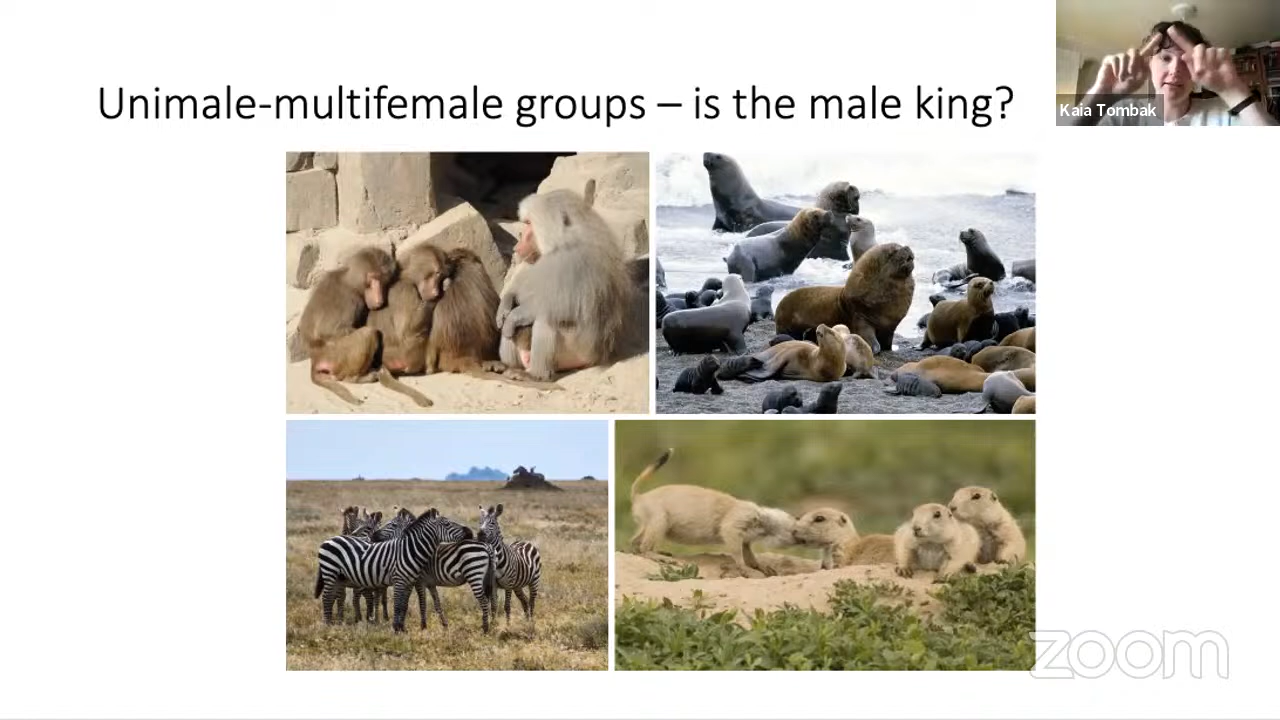 Unimale-multifemale groups – is the male king?
Kaia Tombak
zoom